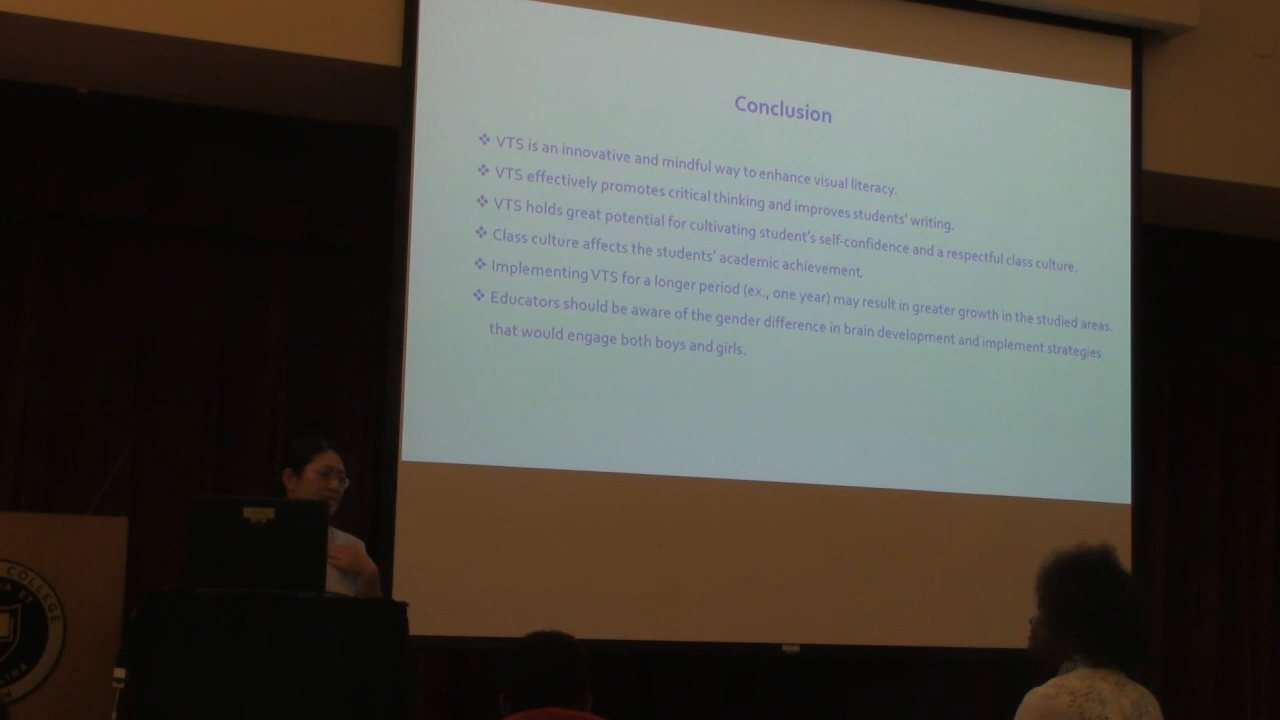 Conclusion
❖ VTS is an innovative and mindful way to enhance visual literacy.
❖ VTS effectively promotes critical thinking and improves students' writing.
❖ VTS holds great potential for cultivating student's self-confidence and a respectful class culture.
❖ Class culture affects the students' academic achievement.
❖ Implementing VTS for a longer period (ex., one year) may result in greater growth in the studied areas.
❖ Educators should be aware of the gender difference in brain development and implement strategies
that would engage both boys and girls.
COLLEGE